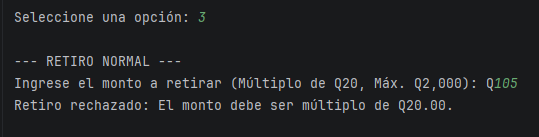 Seleccione una opción: 3
--- RETIRO NORMAL ---
Ingrese el monto a retirar (Múltiplo de Q20, Máx. Q2,000): Q105
Retiro rechazado: El monto debe ser múltiplo de Q20.00.